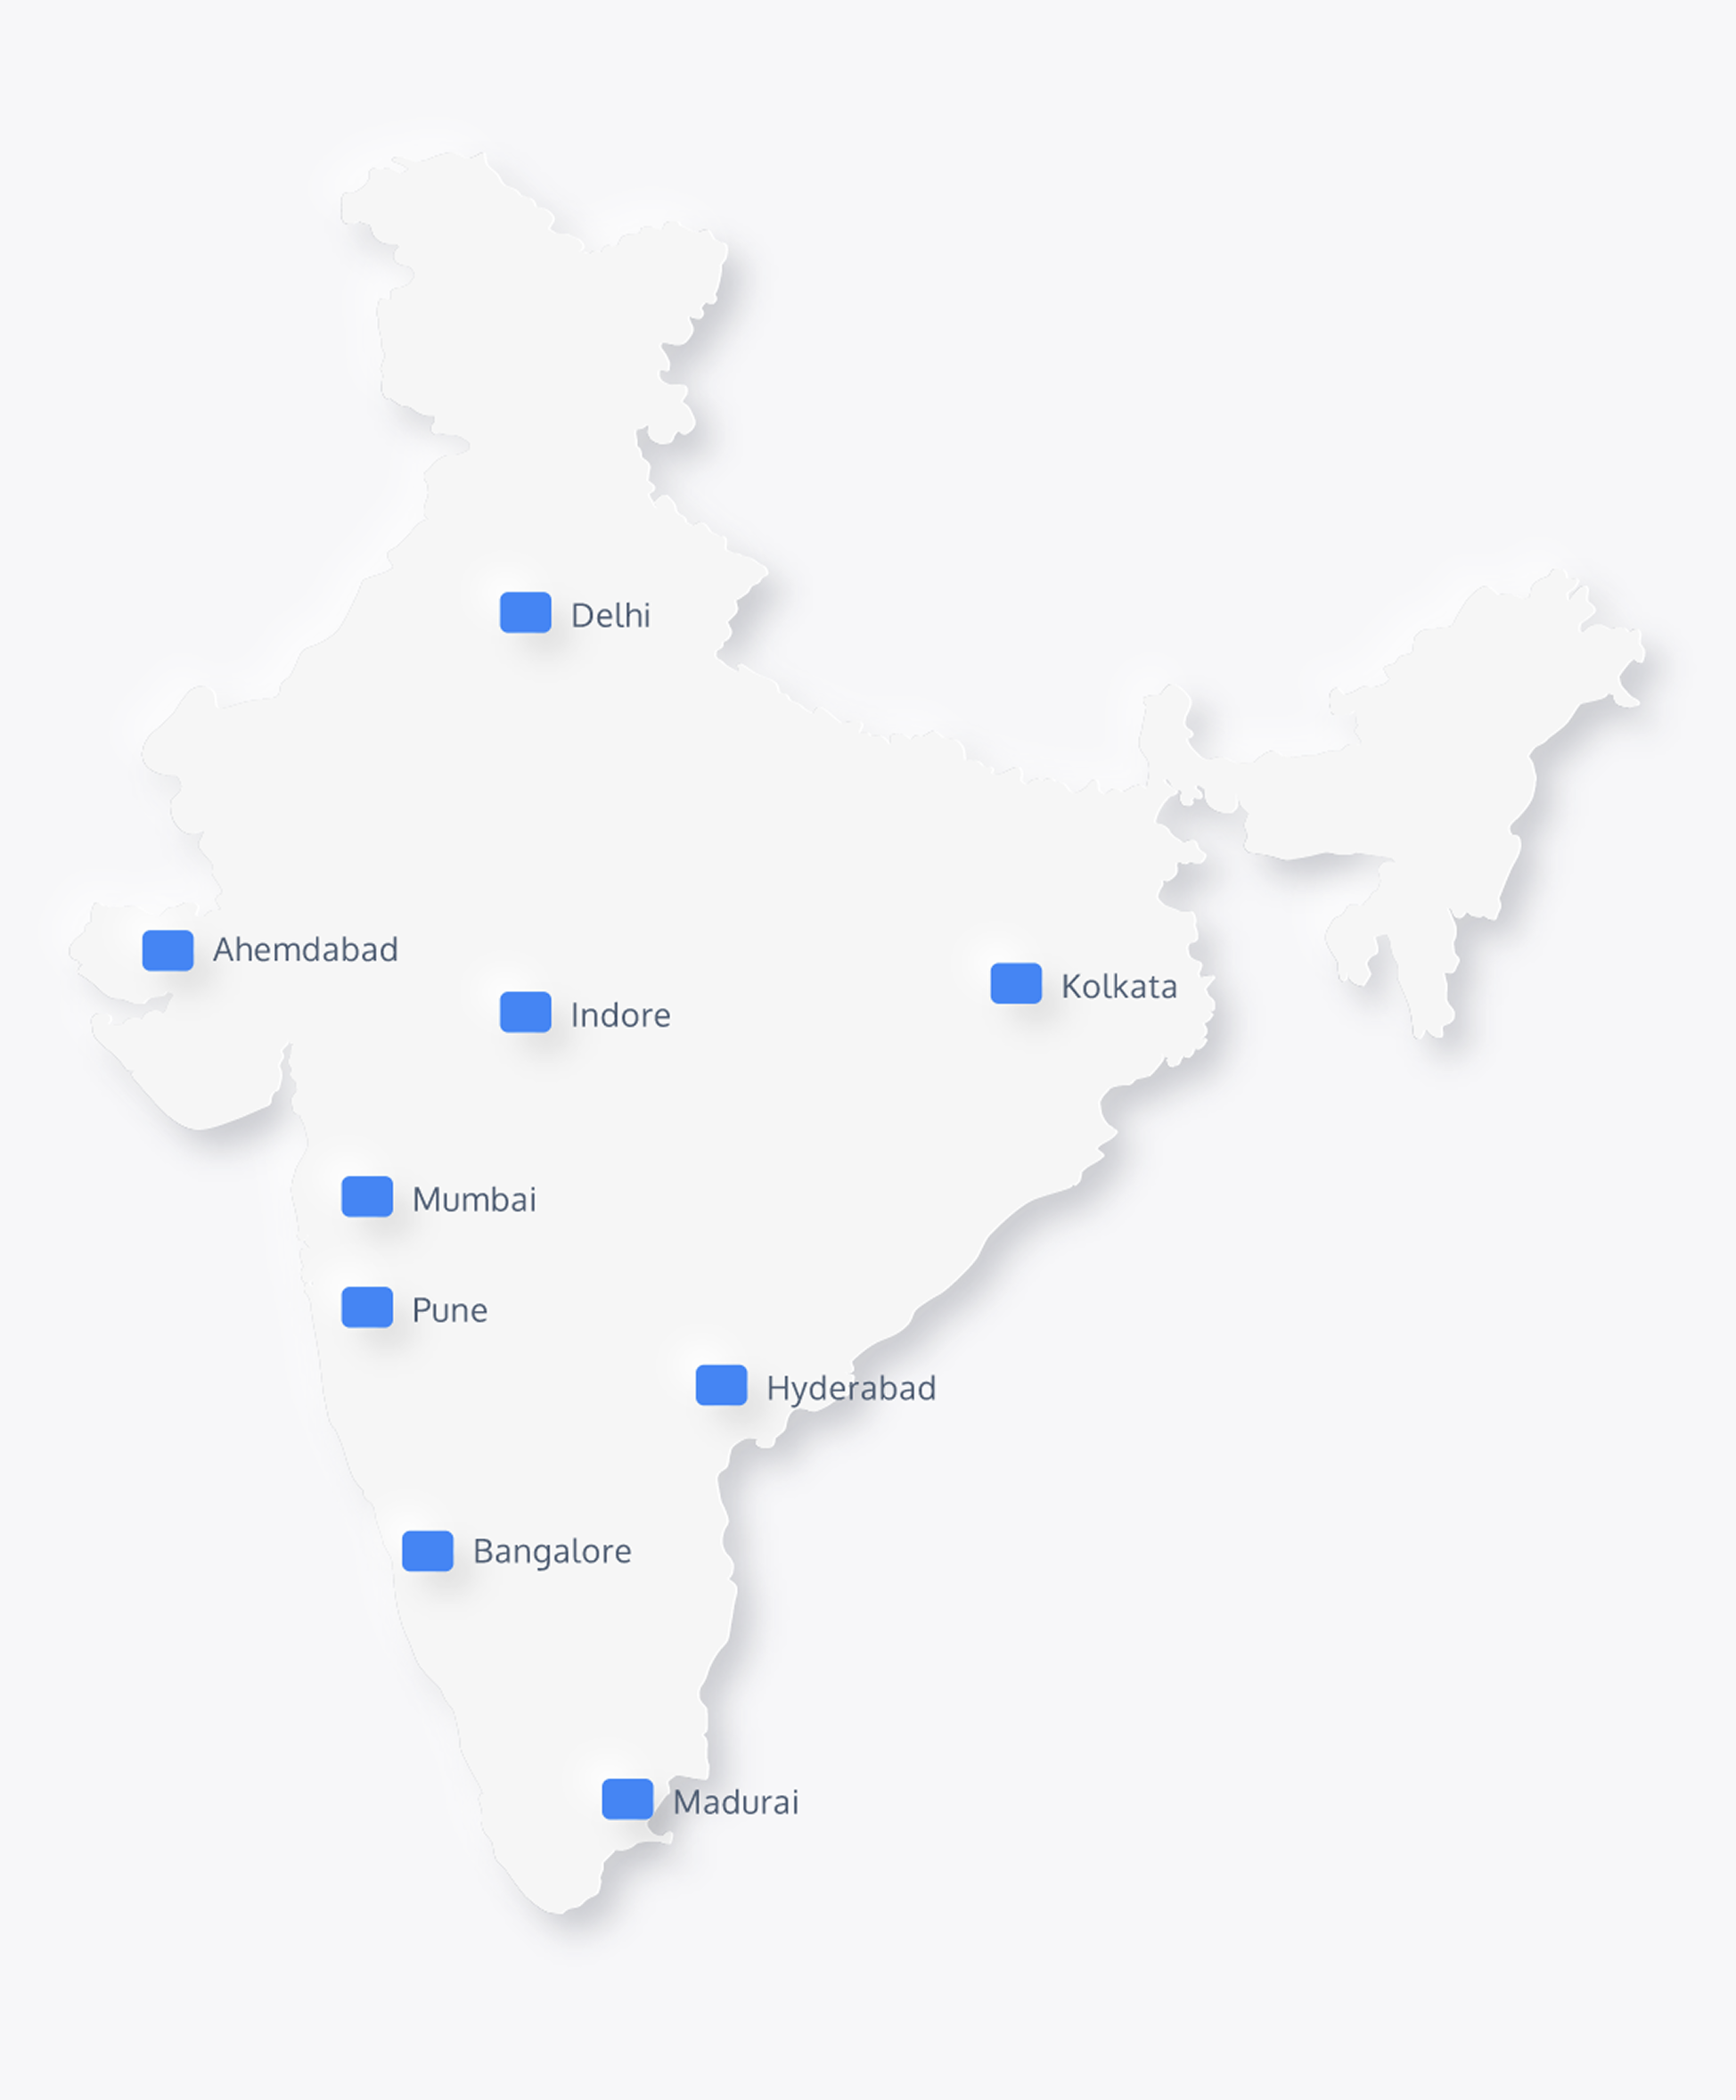 Delhi
Ahemdabad
Kolkata
Indore
Mumbai
Pune
Hyderabad
Bangalore
Madurai